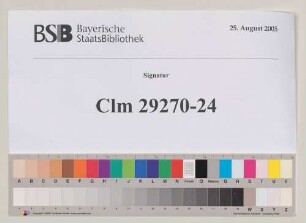 BSB Bayerische
StaatsBibliothek
25. August 2005
Signatur
Clm 29270-24